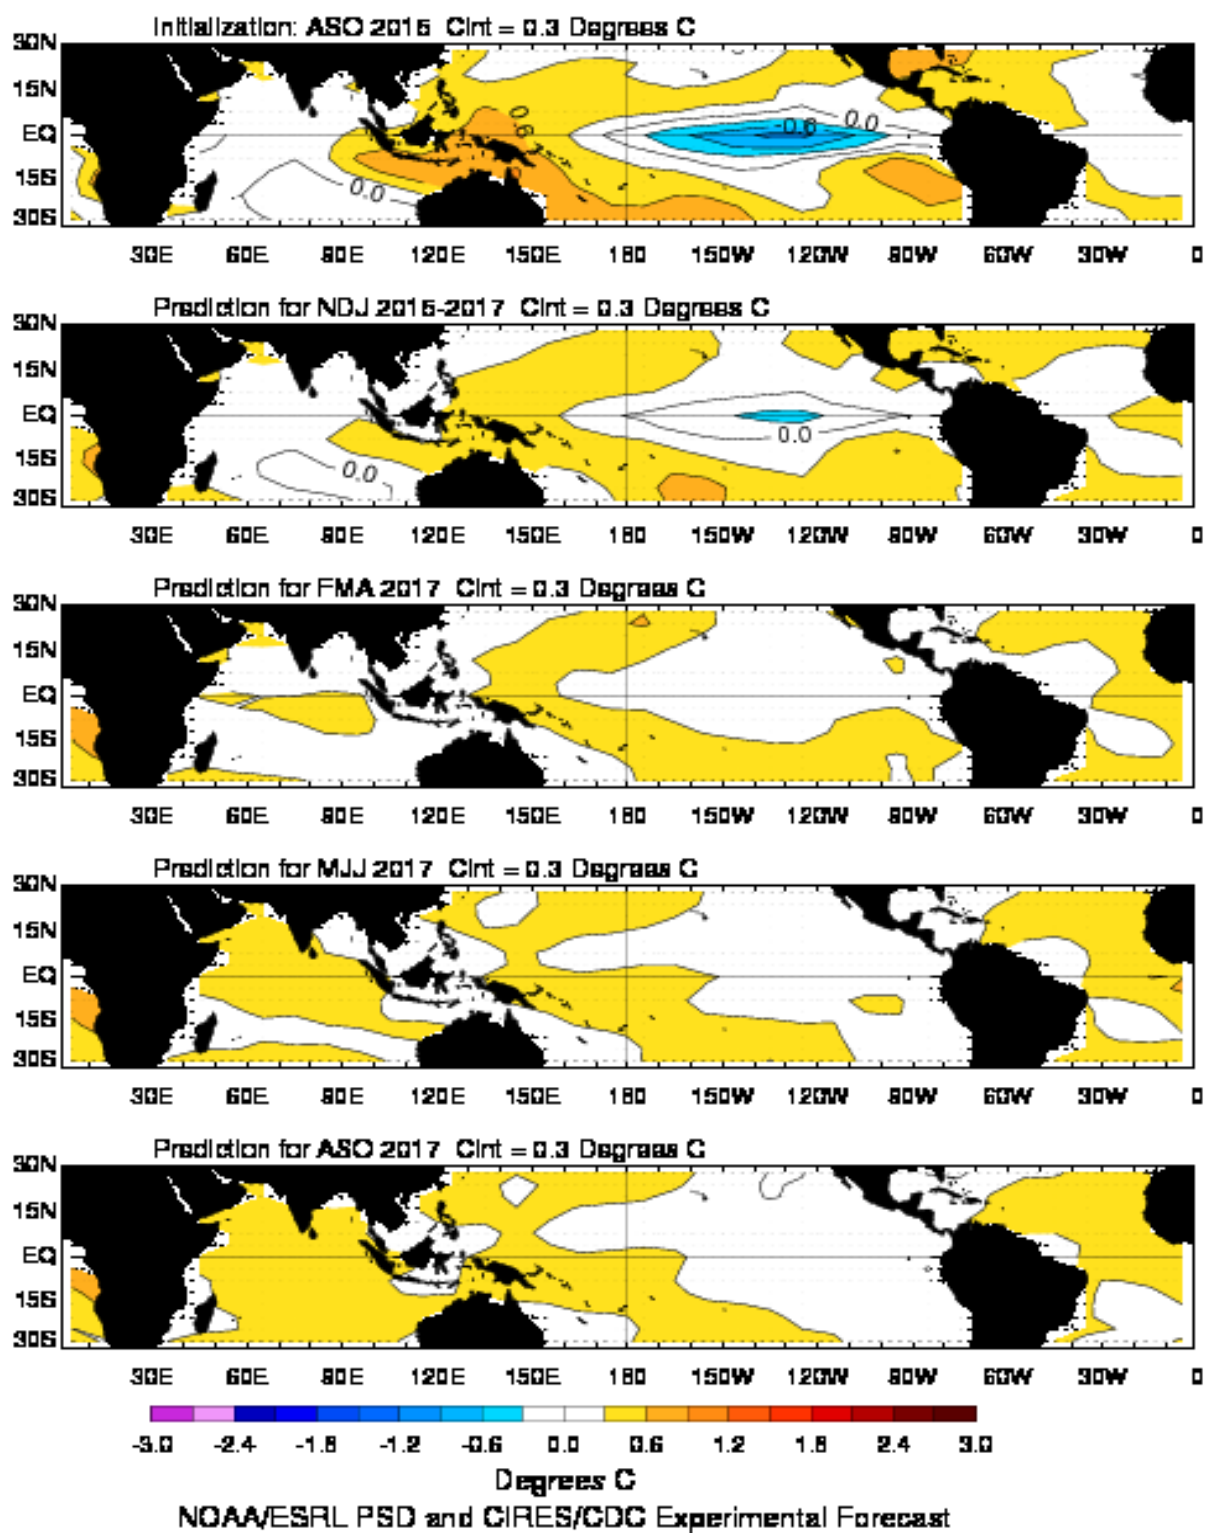 Initialization: ASO 2016 Cint = 0.3 Degrees C
30N
15N
EQ
15S
30S
0.6
-0.6
0.0
0.0
30E 60E 90E 120E 150E 180 150W 120W 90W 60W 30W 0
Prediction for NDJ 2016-2017 Cint = 0.3 Degrees C
30N
15N
EQ
15S
30S
0.0
0.0
30E 60E 90E 120E 150E 180 150W 120W 90W 60W 30W 0
Prediction for FMA 2017 Cint = 0.3 Degrees C
30N
15N
EQ
15S
30S
30E 60E 90E 120E 150E 180 150W 120W 90W 60W 30W 0
Prediction for MJJ 2017 Cint = 0.3 Degrees C
30N
15N
EQ
15S
30S
30E 60E 90E 120E 150E 180 150W 120W 90W 60W 30W 0
Prediction for ASO 2017 Cint = 0.3 Degrees C
30N
15N
EQ
15S
30S
30E 60E 90E 120E 150E 180 150W 120W 90W 60W 30W 0
-3.0 -2.4 -1.8 -1.2 -0.6 0.0 0.6 1.2 1.8 2.4 3.0
Degrees C
NOAA/ESRL PSD and CIRES/CDC Experimental Forecast